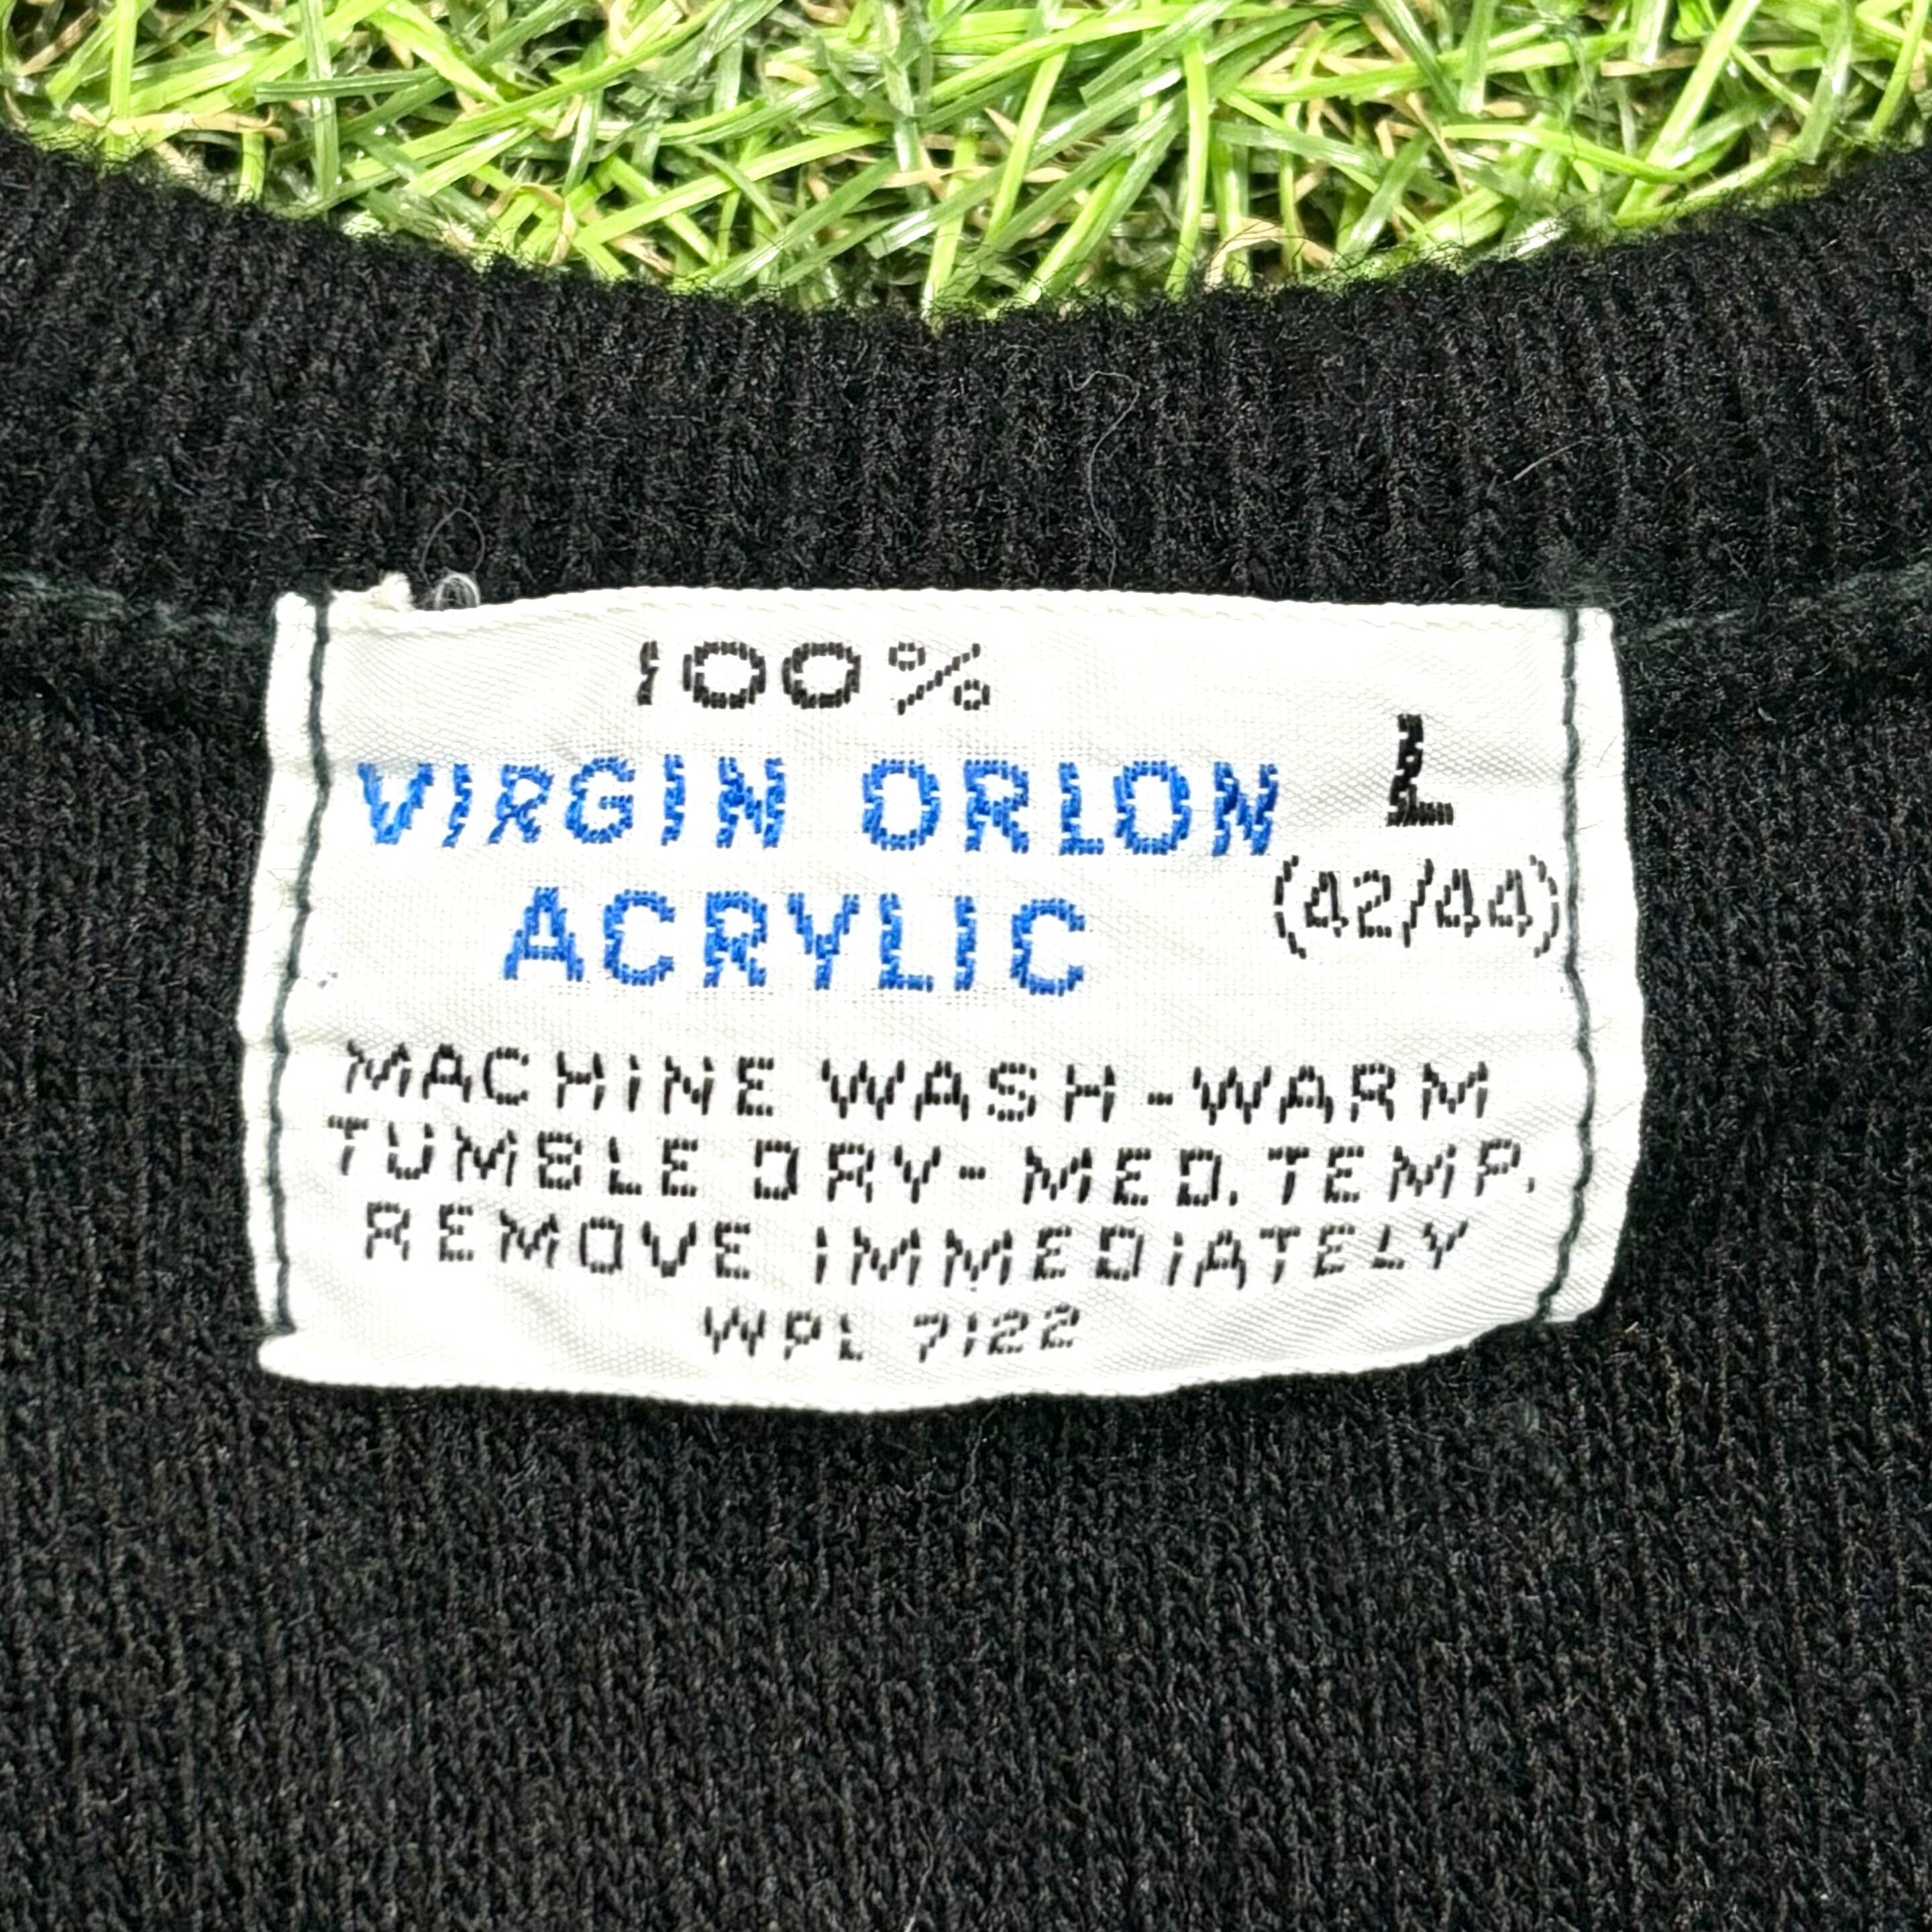 100%
VIRGIN ORLON
ACRYLIC
L
(42/44)
MACHINE WASH-WARM
TUMBLE DRY-MED. TEMP.
REMOVE IMMEDIATELY
WPL 7122